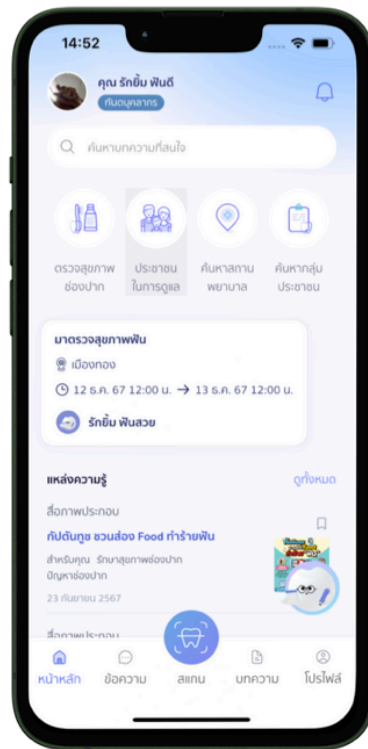 14:52
คุณ รักยิ้ม ฟันดี
ทันตบุคลากร
ค้นหาบทความที่สนใจ
ตรวจสุขภาพ
ช่องปาก
ประชาชน
ในการดูแล
ค้นหาสถาน
พยาบาล
ค้นหากลุ่ม
ประชาชน
มาตรวจสุขภาพฟัน
เมืองทอง
12 ธ.ค. 67 12:00 น. → 13 ธ.ค. 67 12:00 น.
รักยิ้ม ฟันสวย
แหล่งความรู้
ดูทั้งหมด
สื่อภาพประกอบ
กัปตันทูธ ชวนส่อง Food ทำร้ายฟัน
สำหรับคุณ รักษาสุขภาพช่องปาก
ปัญหาช่องปาก
23 กันยายน 2567
สื่อภาพประกอบ
หน้าหลัก
ข้อความ
สแกน
บทความ
โปรไฟล์